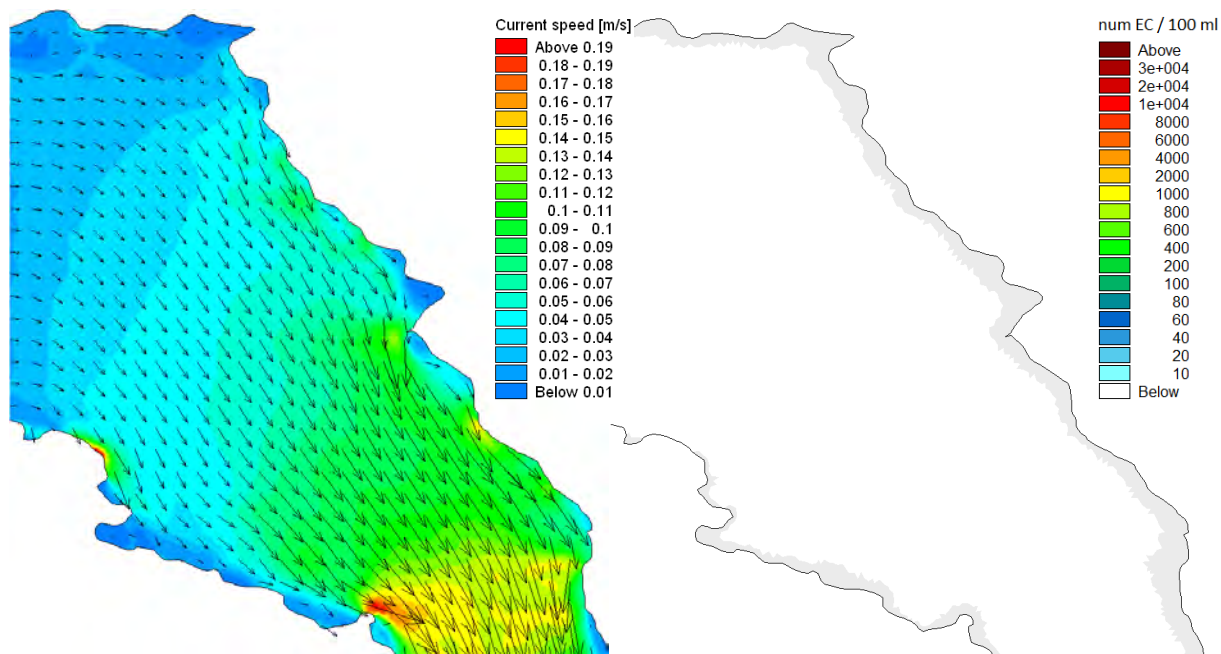 Current speed [m/s]
Above 0.19
0.18 - 0.19
0.17 - 0.18
0.16 - 0.17
0.15 - 0.16
0.14 - 0.15
0.13 - 0.14
0.12 - 0.13
0.11 - 0.12
0.1 - 0.11
0.09 - 0.1
0.08 - 0.09
0.07 - 0.08
0.06 - 0.07
0.05 - 0.06
0.04 - 0.05
0.03 - 0.04
0.02 - 0.03
0.01 - 0.02
Below 0.01
num EC / 100 ml
Above
3e+004
2e+004
1e+004
8000
6000
4000
2000
1000
800
600
400
200
100
80
60
40
20
10
Below